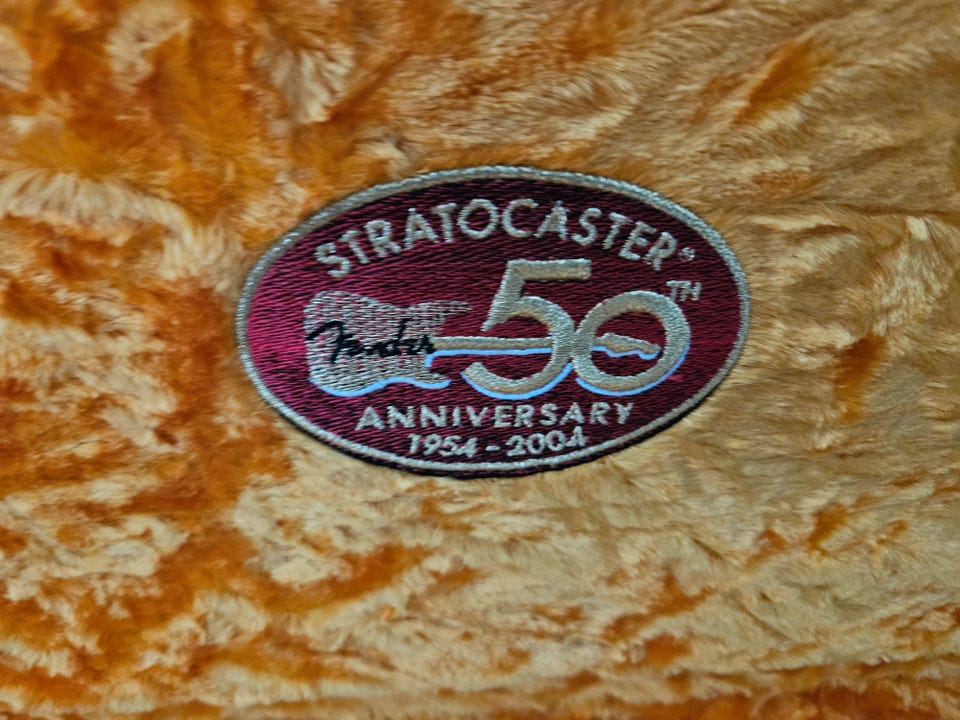 STRATOCASTER®
50TH
Fender
ANNIVERSARY
1954-2004